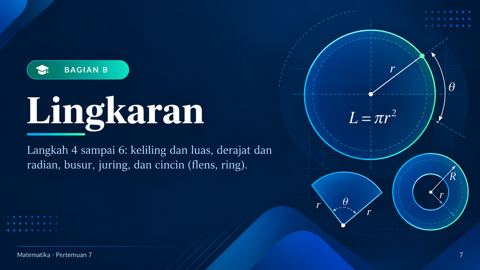 BAGIAN B
Lingkaran
Langkah 4 sampai 6: keliling dan luas, derajat dan
radian, busur, juring, dan cincin (flens, ring).
r
θ
L = πr²
R
r
θ
r
r
Matematika · Pertemuan 7
7